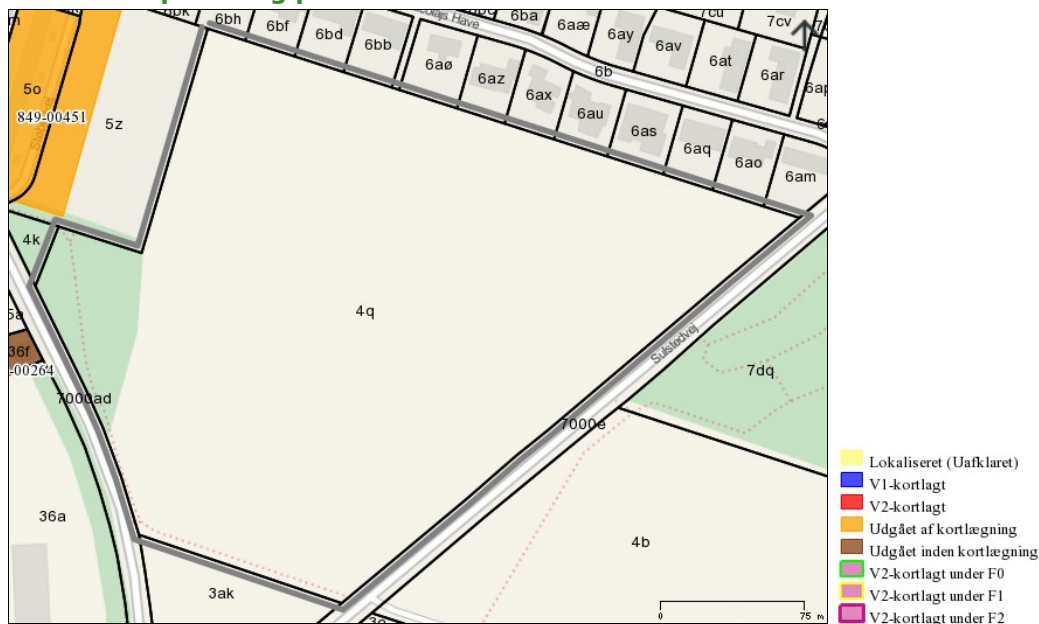 6bh
6bf
6bd
6bb
6ba
6aæ
6ay
6av
6at
6ar
7cu
7cv
6aø
6az
6ax
6au
6as
6aq
6ao
6am
6b
5o
849-00451
5z
4k
4q
5a
36f
-00264
7000ad
Sulstedvej
7000e
7dq
36a
3ak
4b
0
75 m
Lokaliseret (Uafklaret)
V1-kortlagt
V2-kortlagt
Udgået af kortlægning
Udgået inden kortlægning
V2-kortlagt under F0
V2-kortlagt under F1
V2-kortlagt under F2